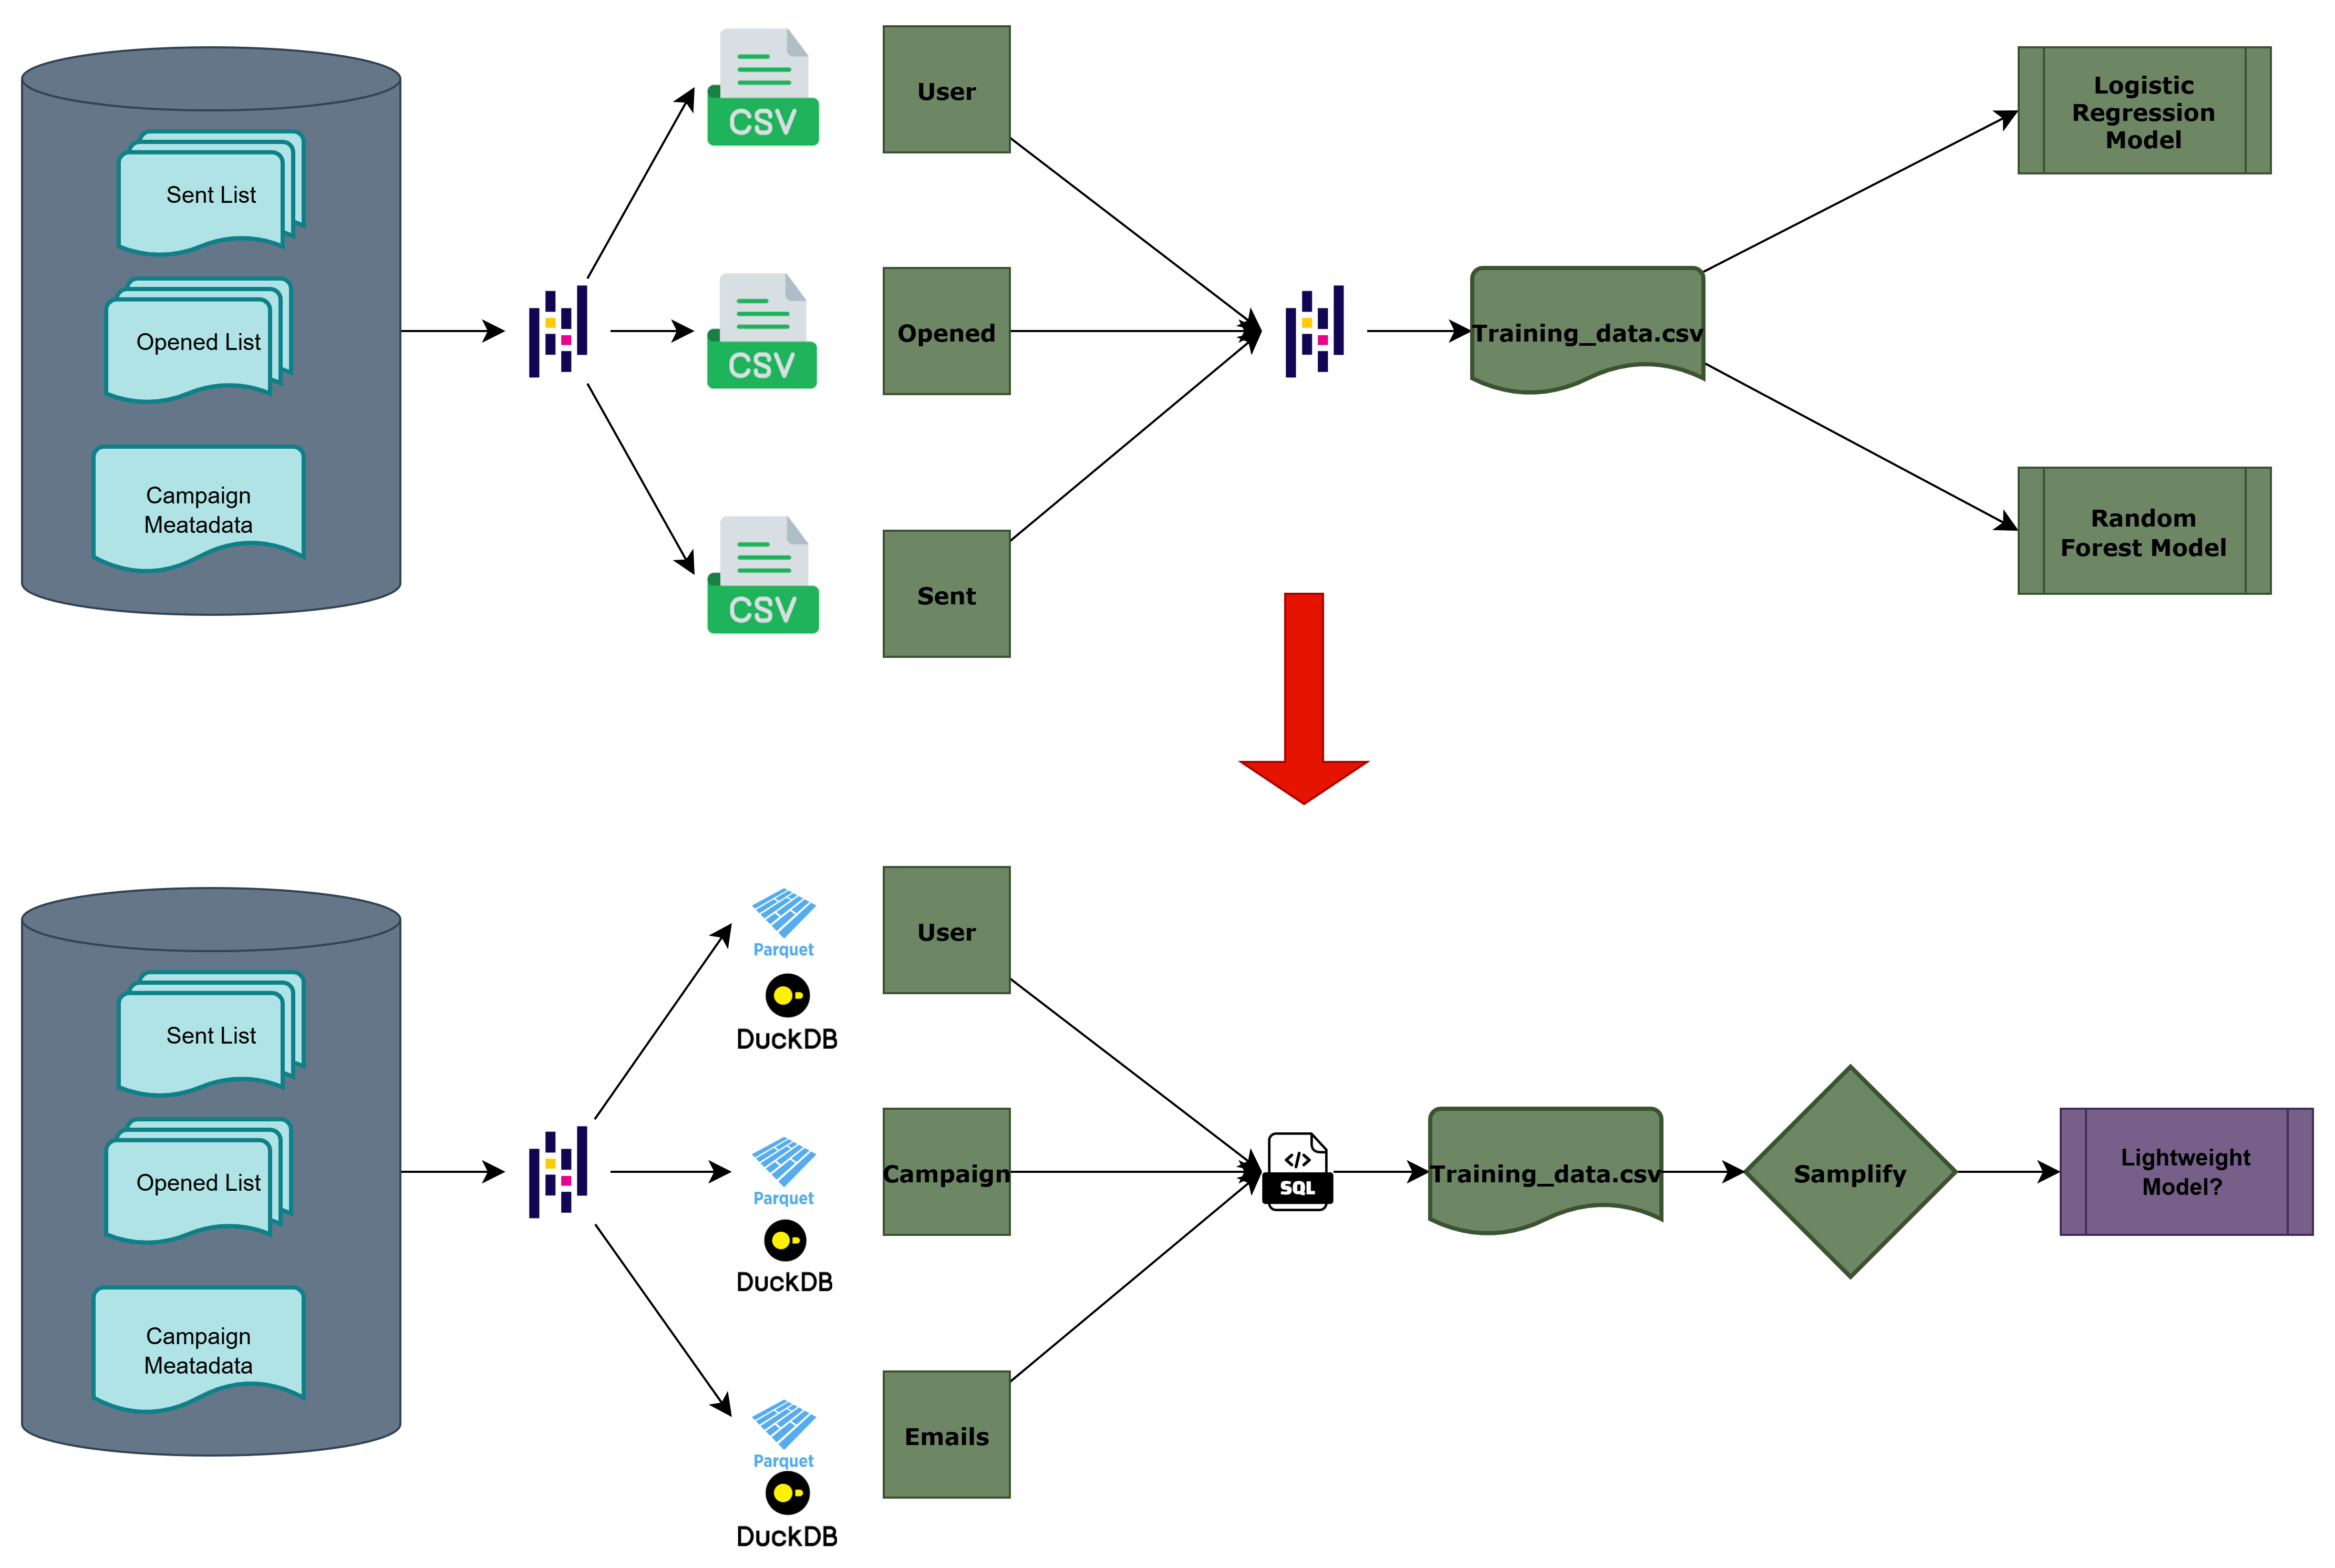 Sent List
Opened List
Campaign
Meatadata
CSV
CSV
CSV
User
Opened
Sent
Training_data.csv
Logistic
Regression
Model
Random
Forest Model
Sent List
Opened List
Campaign
Meatadata
Parquet
DuckDB
Parquet
DuckDB
Parquet
DuckDB
User
Campaign
Emails
</>
SQL
Training_data.csv
Samplify
Lightweight
Model?